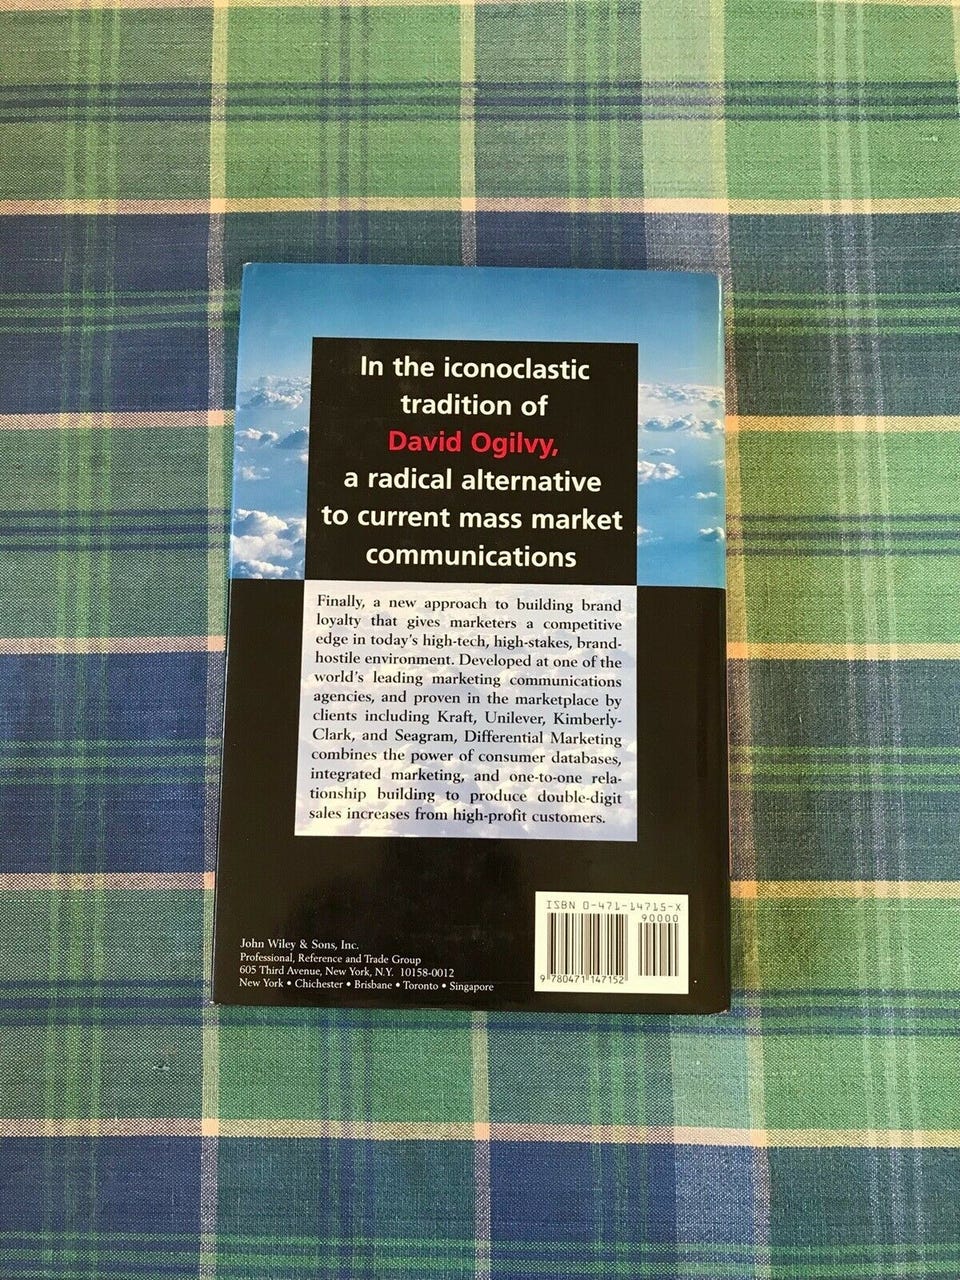 In the iconoclastic
tradition of
David Ogilvy,
a radical alternative
to current mass market
communications
Finally, a new approach to building brand
loyalty that gives marketers a competitive
edge in today's high-tech, high-stakes, brand-
hostile environment. Developed at one of the
world's leading marketing communications
agencies, and proven in the marketplace by
clients including Kraft, Unilever, Kimberly-
Clark, and Seagram, Differential Marketing
combines the power of consumer databases,
integrated marketing, and one-to-one rela-
tionship building to produce double-digit
sales increases from high-profit customers.
John Wiley & Sons, Inc.
Professional, Reference and Trade Group
605 Third Avenue, New York, N.Y. 10158-0012
New York • Chichester • Brisbane • Toronto • Singapore
ISBN 0-471-14715-X
90000
9 780471 147152